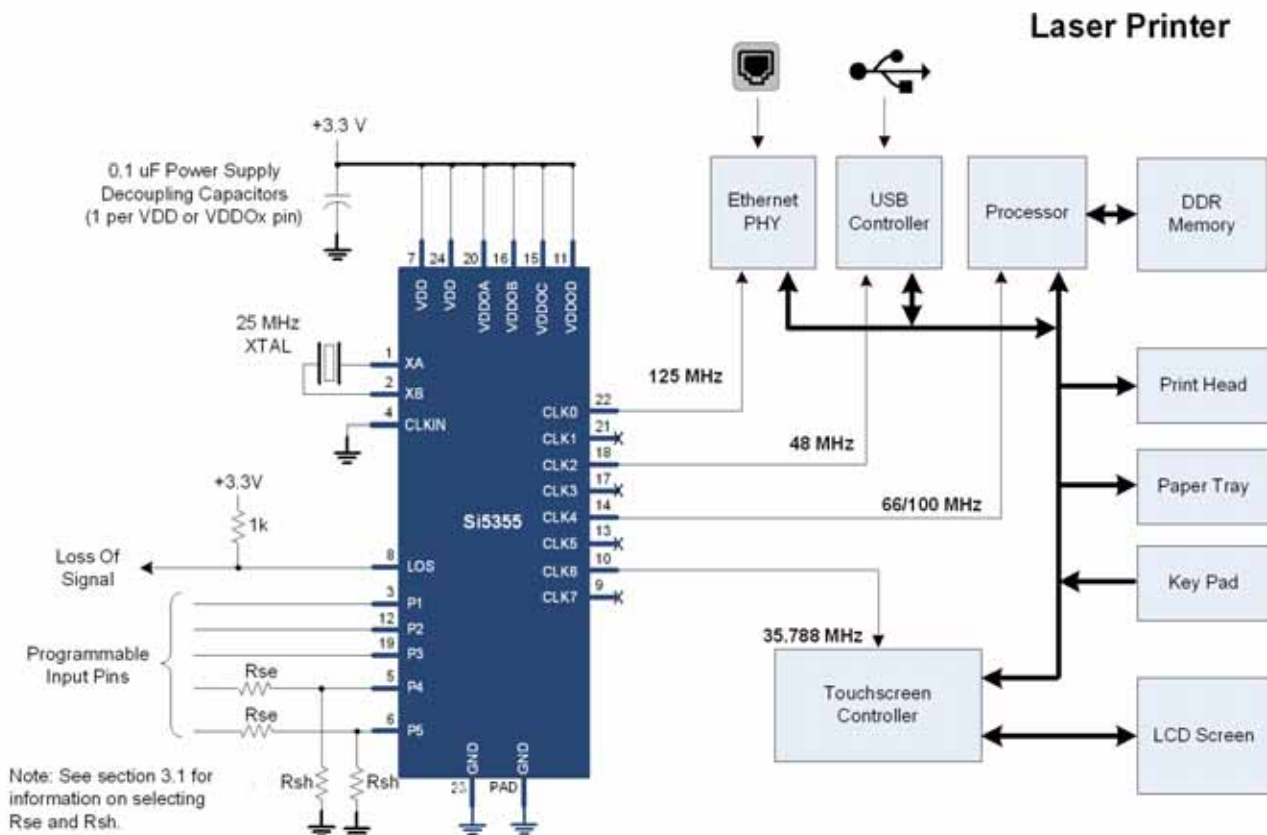 Laser Printer
+3.3 V
0.1 uF Power Supply
Decoupling Capacitors
(1 per VDD or VDDOx pin)
7
24
20
16
15
11
VDD
VDD
VDDOA
VDDOB
VDDOC
VDDOD
25 MHz
XTAL
1
XA
2
XB
4
CLKIN
+3.3V
1k
Loss Of
Signal
8
LOS
3
P1
12
P2
19
P3
Programmable
Input Pins
Rse
5
P4
Rse
6
P5
Rsh
Rsh
Note: See section 3.1 for
information on selecting
Rse and Rsh.
Si5355
GND
GND
23
PAD
CLK0
22
CLK1
21
CLK2
18
CLK3
17
CLK4
14
CLK5
13
CLK6
10
CLK7
9
125 MHz
48 MHz
66/100 MHz
35.788 MHz
Ethernet
PHY
USB
Controller
Processor
DDR
Memory
Print Head
Paper Tray
Key Pad
Touchscreen
Controller
LCD Screen